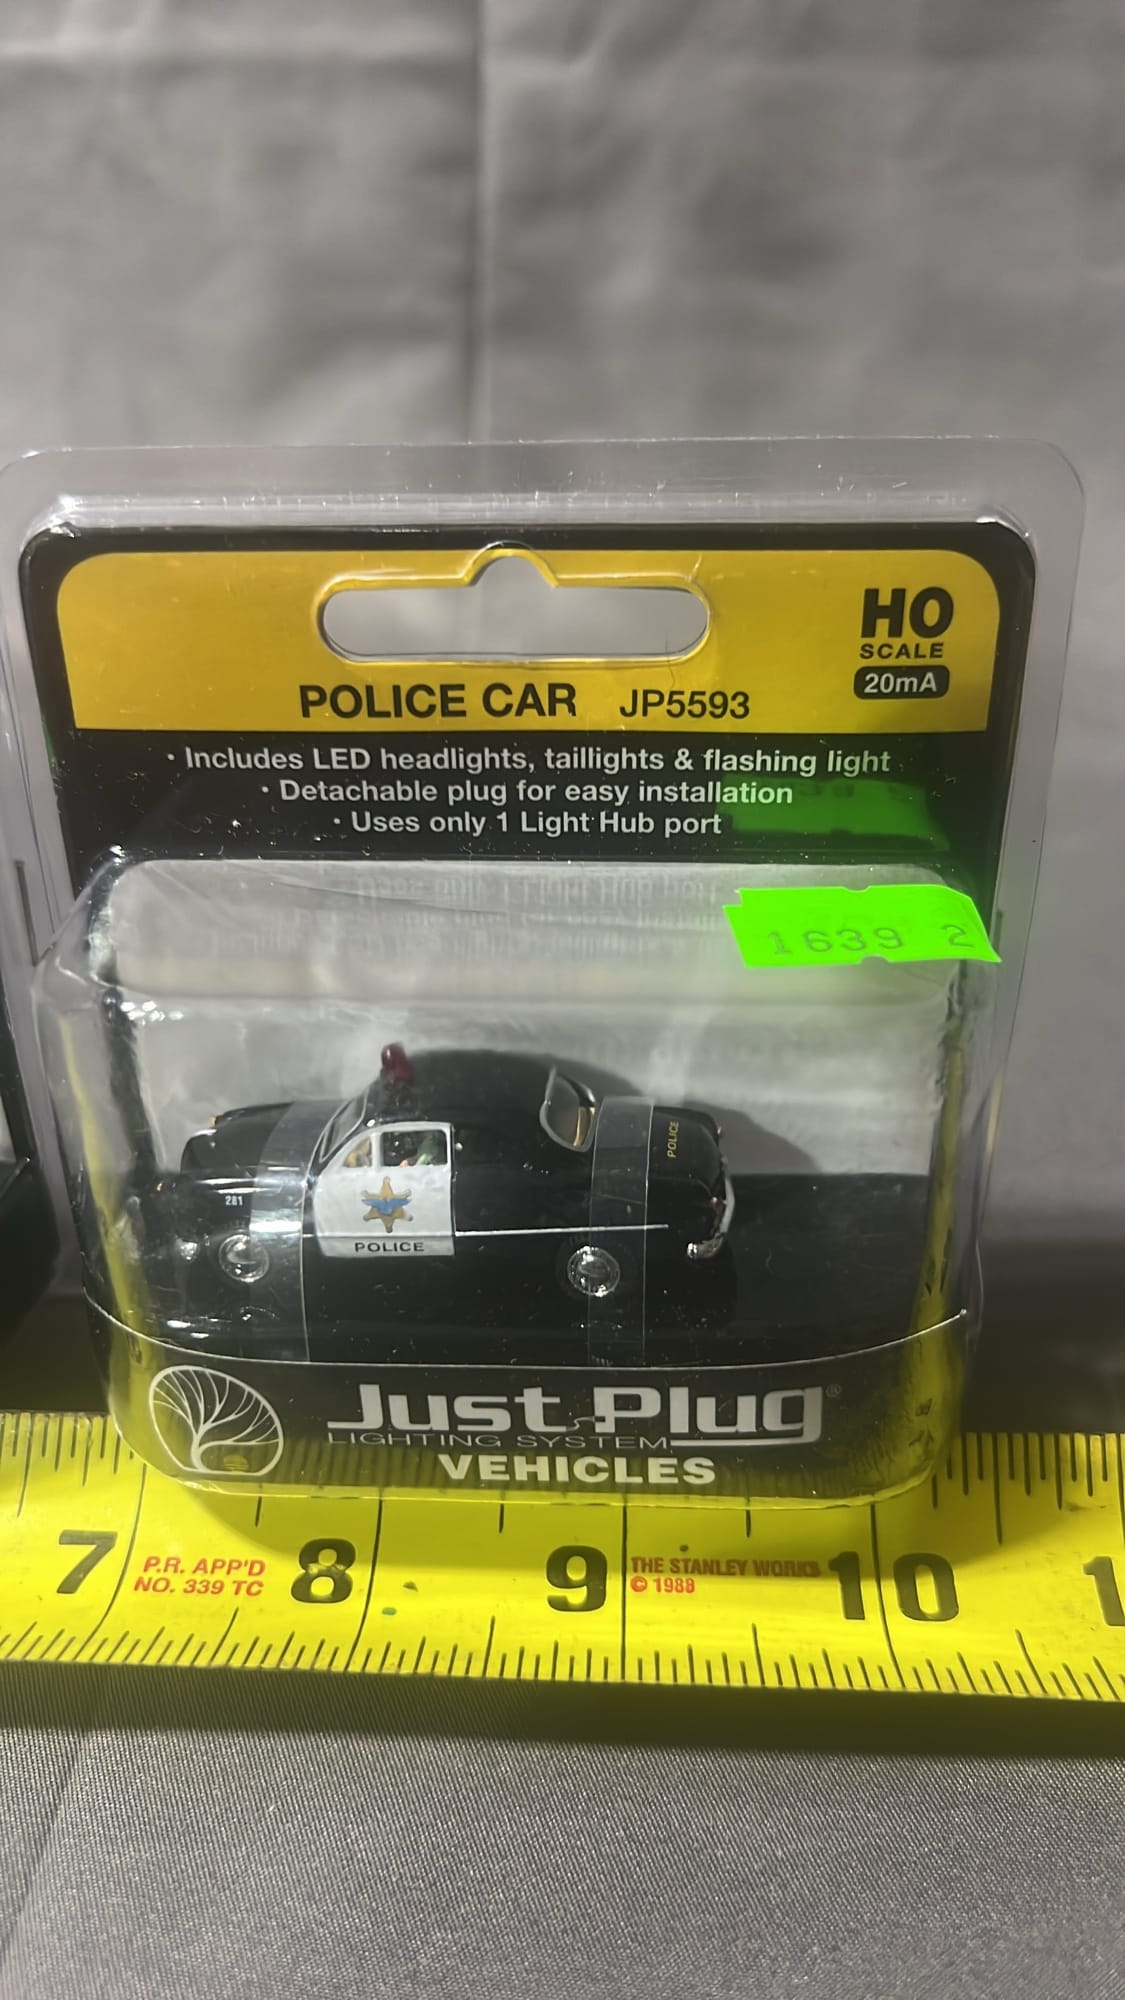 HO
SCALE
20mA
POLICE CAR JP5593
· Includes LED headlights, taillights & flashing light
· Detachable plug for easy installation
· Uses only 1 Light Hub port
1639 2
POLICE
281
POLICE
Just Plug®
LIGHTING SYSTEM
VEHICLES
7 P.R. APP'D NO. 339 TC 8 9 THE STANLEY WORKS © 1988 10 1